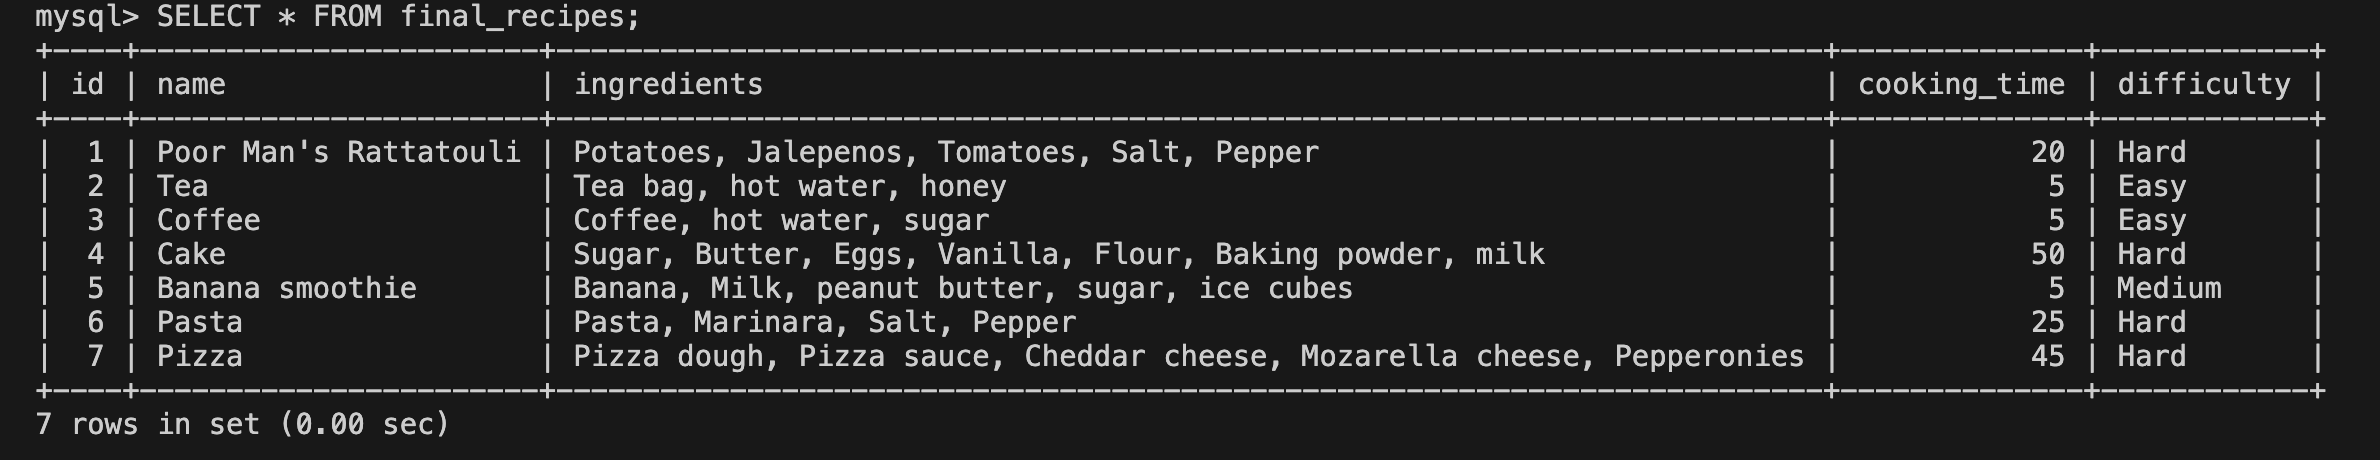 mysql> SELECT * FROM final_recipes;
+----+-----------------------+-------------------------------------------------------------------------+--------------+------------+
| id | name                  | ingredients                                                             | cooking_time | difficulty |
+----+-----------------------+-------------------------------------------------------------------------+--------------+------------+
|  1 | Poor Man's Rattatouli | Potatoes, Jalepenos, Tomatoes, Salt, Pepper                             |           20 | Hard       |
|  2 | Tea                   | Tea bag, hot water, honey                                               |            5 | Easy       |
|  3 | Coffee                | Coffee, hot water, sugar                                                |            5 | Easy       |
|  4 | Cake                  | Sugar, Butter, Eggs, Vanilla, Flour, Baking powder, milk                |           50 | Hard       |
|  5 | Banana smoothie       | Banana, Milk, peanut butter, sugar, ice cubes                           |            5 | Medium     |
|  6 | Pasta                 | Pasta, Marinara, Salt, Pepper                                           |           25 | Hard       |
|  7 | Pizza                 | Pizza dough, Pizza sauce, Cheddar cheese, Mozarella cheese, Pepperonies |           45 | Hard       |
+----+-----------------------+-------------------------------------------------------------------------+--------------+------------+
7 rows in set (0.00 sec)